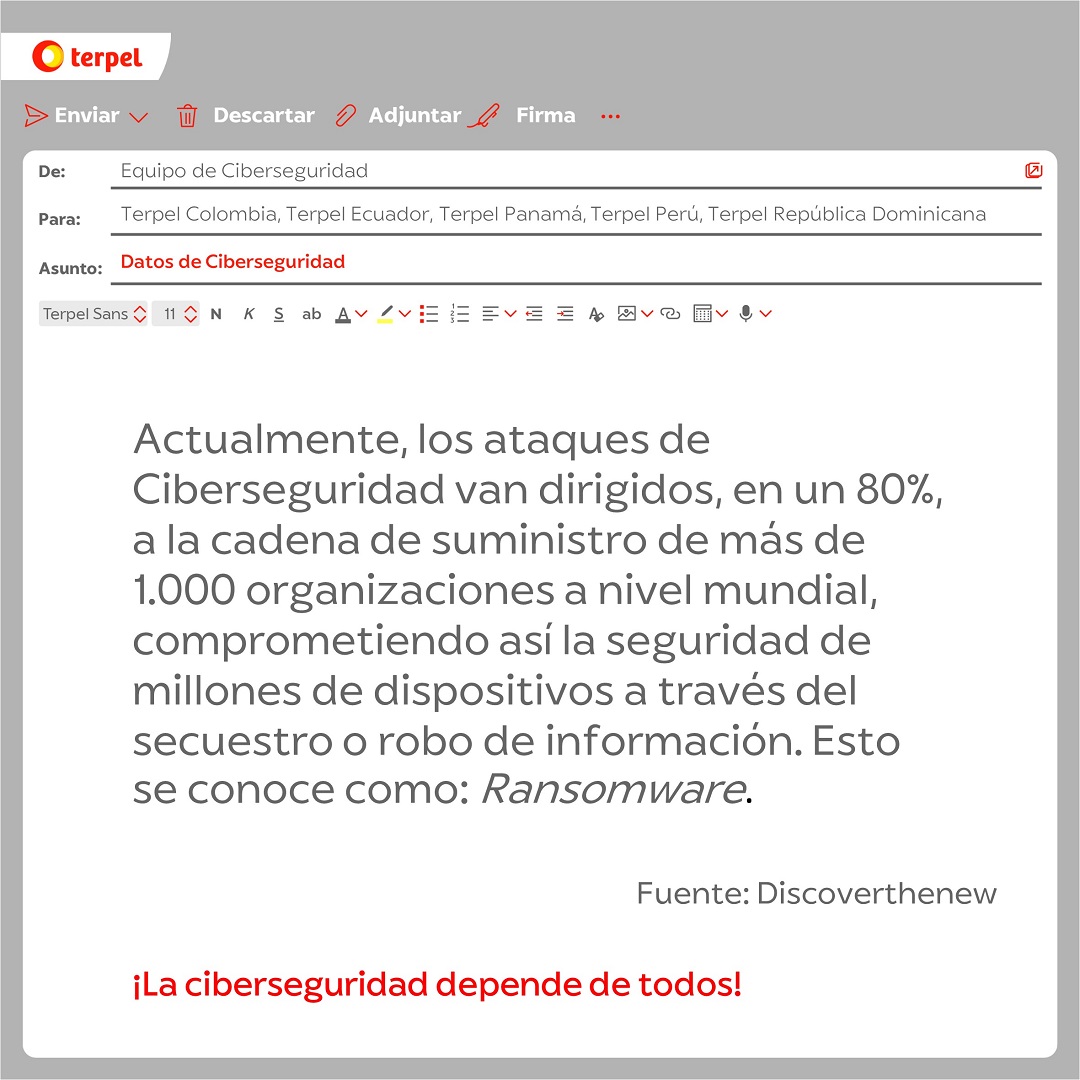 terpel
Enviar Descartar Adjuntar Firma ...
De: Equipo de Ciberseguridad
Para: Terpel Colombia, Terpel Ecuador, Terpel Panamá, Terpel Perú, Terpel República Dominicana
Asunto: Datos de Ciberseguridad
Terpel Sans 11 N K S ab A
Actualmente, los ataques de
Ciberseguridad van dirigidos, en un 80%,
a la cadena de suministro de más de
1.000 organizaciones a nivel mundial,
comprometiendo así la seguridad de
millones de dispositivos a través del
secuestro o robo de información. Esto
se conoce como: Ransomware.
Fuente: Discoverthenew
¡La ciberseguridad depende de todos!